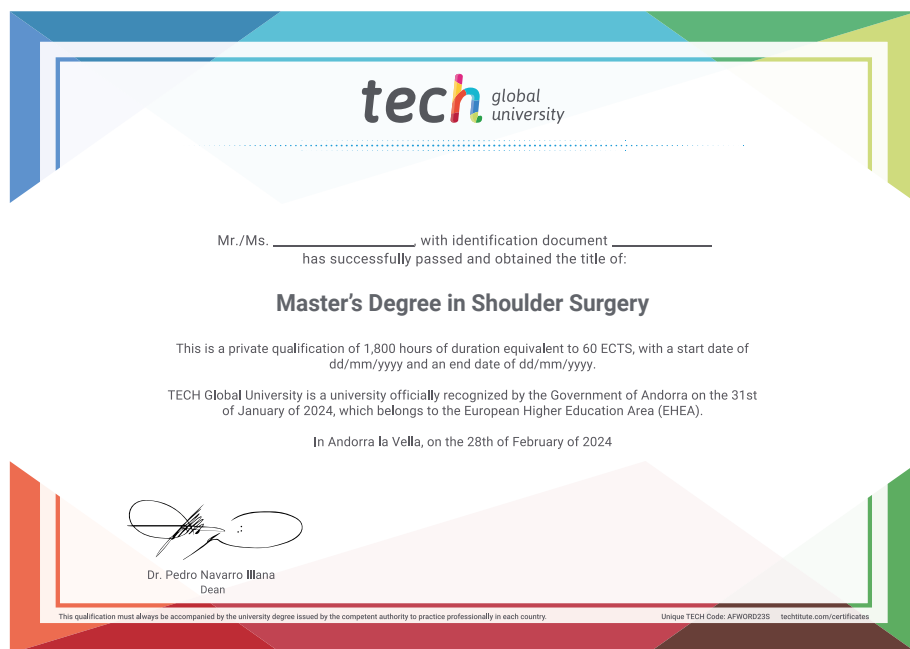 tech global
university
Mr./Ms. ____________, with identification document ____________
has successfully passed and obtained the title of:
Master's Degree in Shoulder Surgery
This is a private qualification of 1,800 hours of duration equivalent to 60 ECTS, with a start date of
dd/mm/yyyy and an end date of dd/mm/yyyy.
TECH Global University is a university officially recognized by the Government of Andorra on the 31st
of January of 2024, which belongs to the European Higher Education Area (EHEA).
In Andorra la Vella, on the 28th of February of 2024
Dr. Pedro Navarro Illana
Dean
This qualification must always be accompanied by the university degree issued by the competent authority to practice professionally in each country.
Unique TECH Code: AFWORD23S techtitute.com/certificates